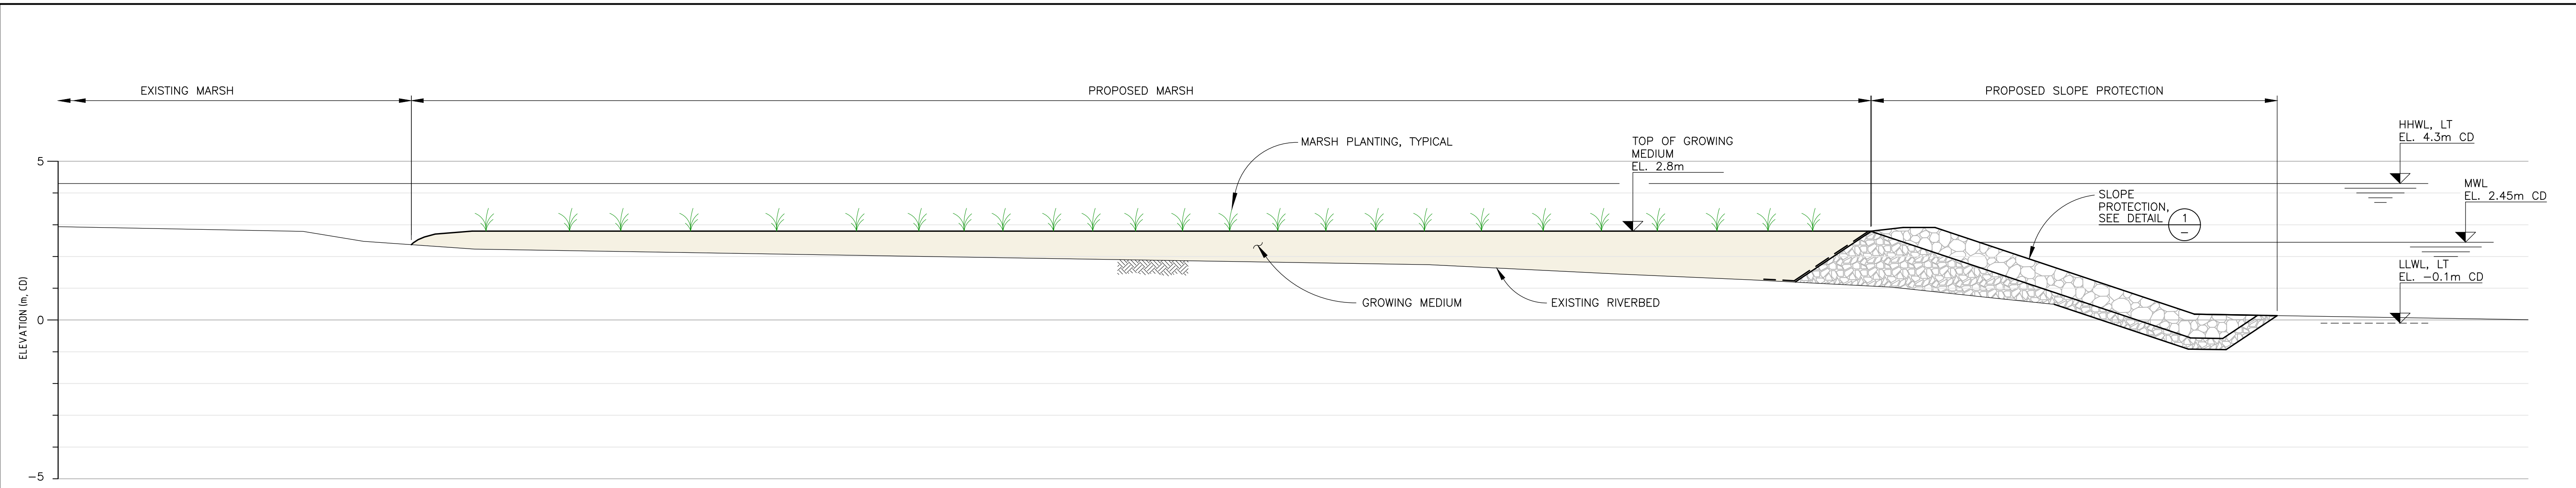 EXISTING MARSH
PROPOSED MARSH
PROPOSED SLOPE PROTECTION
MARSH PLANTING, TYPICAL
TOP OF GROWING
MEDIUM
EL. 2.8m
HHWL, LT
EL. 4.3m CD
MWL
EL. 2.45m CD
SLOPE
PROTECTION,
SEE DETAIL
1
–
LLWL, LT
EL. −0.1m CD
GROWING MEDIUM
EXISTING RIVERBED
ELEVATION (m, CD)
5
0
−5